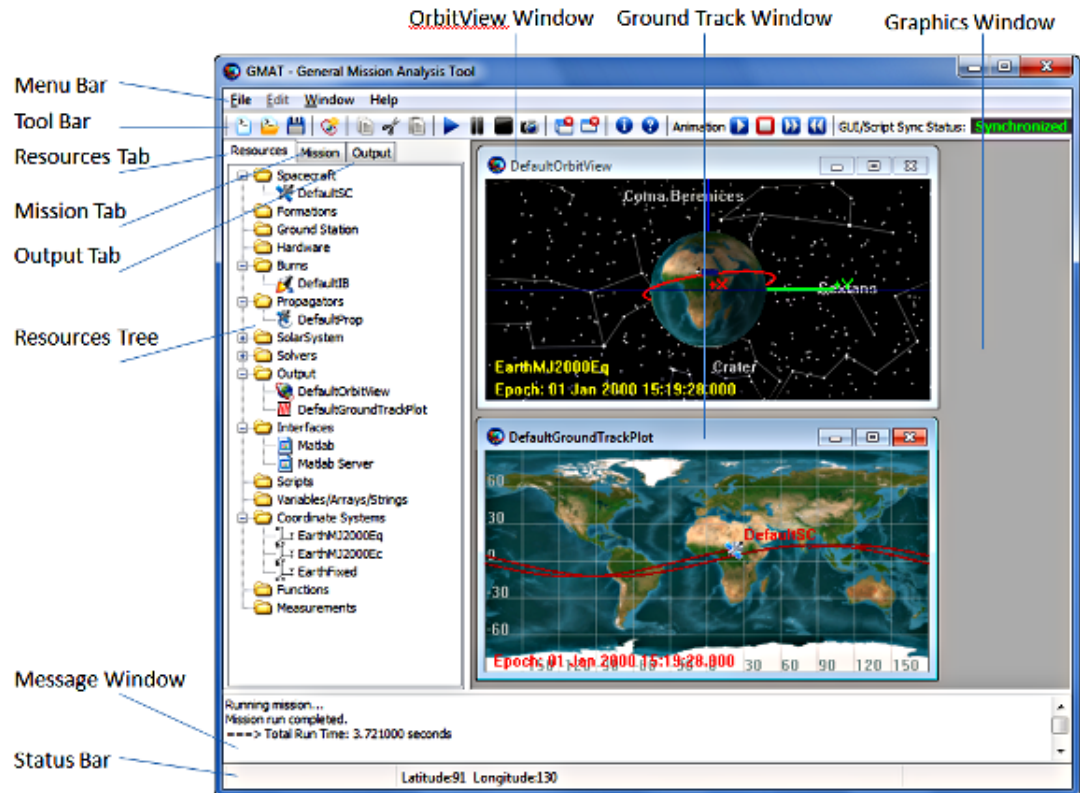 OrbitView Window
Ground Track Window
Graphics Window
Menu Bar
Tool Bar
Resources Tab
Mission Tab
Output Tab
Resources Tree
Message Window
Status Bar
GMAT - General Mission Analysis Tool
File Edit Window Help
Animation
GUI/Script Sync Status: Synchronized
Resources Mission Output
Spacecraft
DefaultSC
Formations
Ground Station
Hardware
Burns
DefaultIB
Propagators
DefaultProp
SolarSystem
Solvers
Output
DefaultOrbitView
DefaultGroundTrackPlot
Interfaces
Matlab
Matlab Server
Scripts
Variables/Arrays/Strings
Coordinate Systems
EarthMJ2000Eq
EarthMJ2000Ec
EarthFixed
Functions
Measurements
DefaultOrbitView
Coma Berenices
+X
+Y
Sextans
Crater
EarthMJ2000Eq
Epoch: 01 Jan 2000 15:19:28.000
DefaultGroundTrackPlot
60
30
DefaultSC
0
-30
-60
Epoch: 01 Jan 2000 15:19:28.000
30 60 90 120 150
Running mission...
Mission run completed.
===> Total Run Time: 3.721000 seconds
Latitude:91 Longitude:130